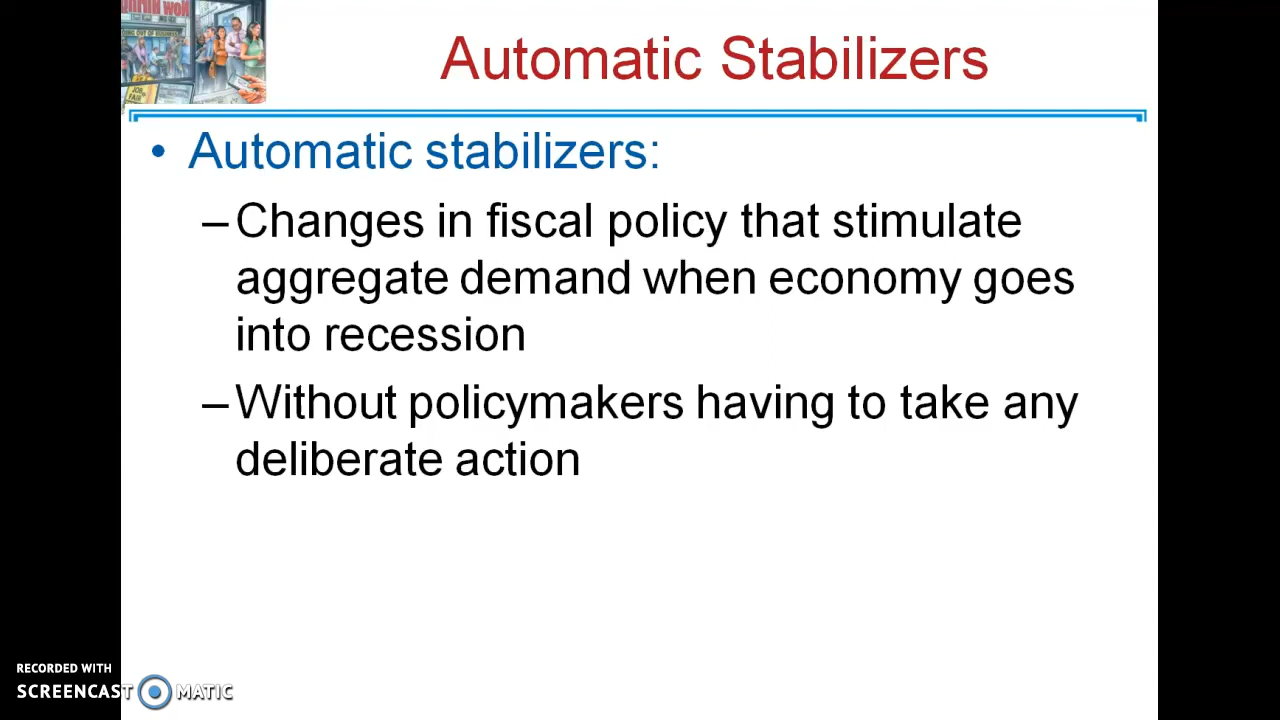 Automatic Stabilizers
• Automatic stabilizers:
–Changes in fiscal policy that stimulate
aggregate demand when economy goes
into recession
–Without policymakers having to take any
deliberate action
RECORDED WITH
SCREENCAST MATIC